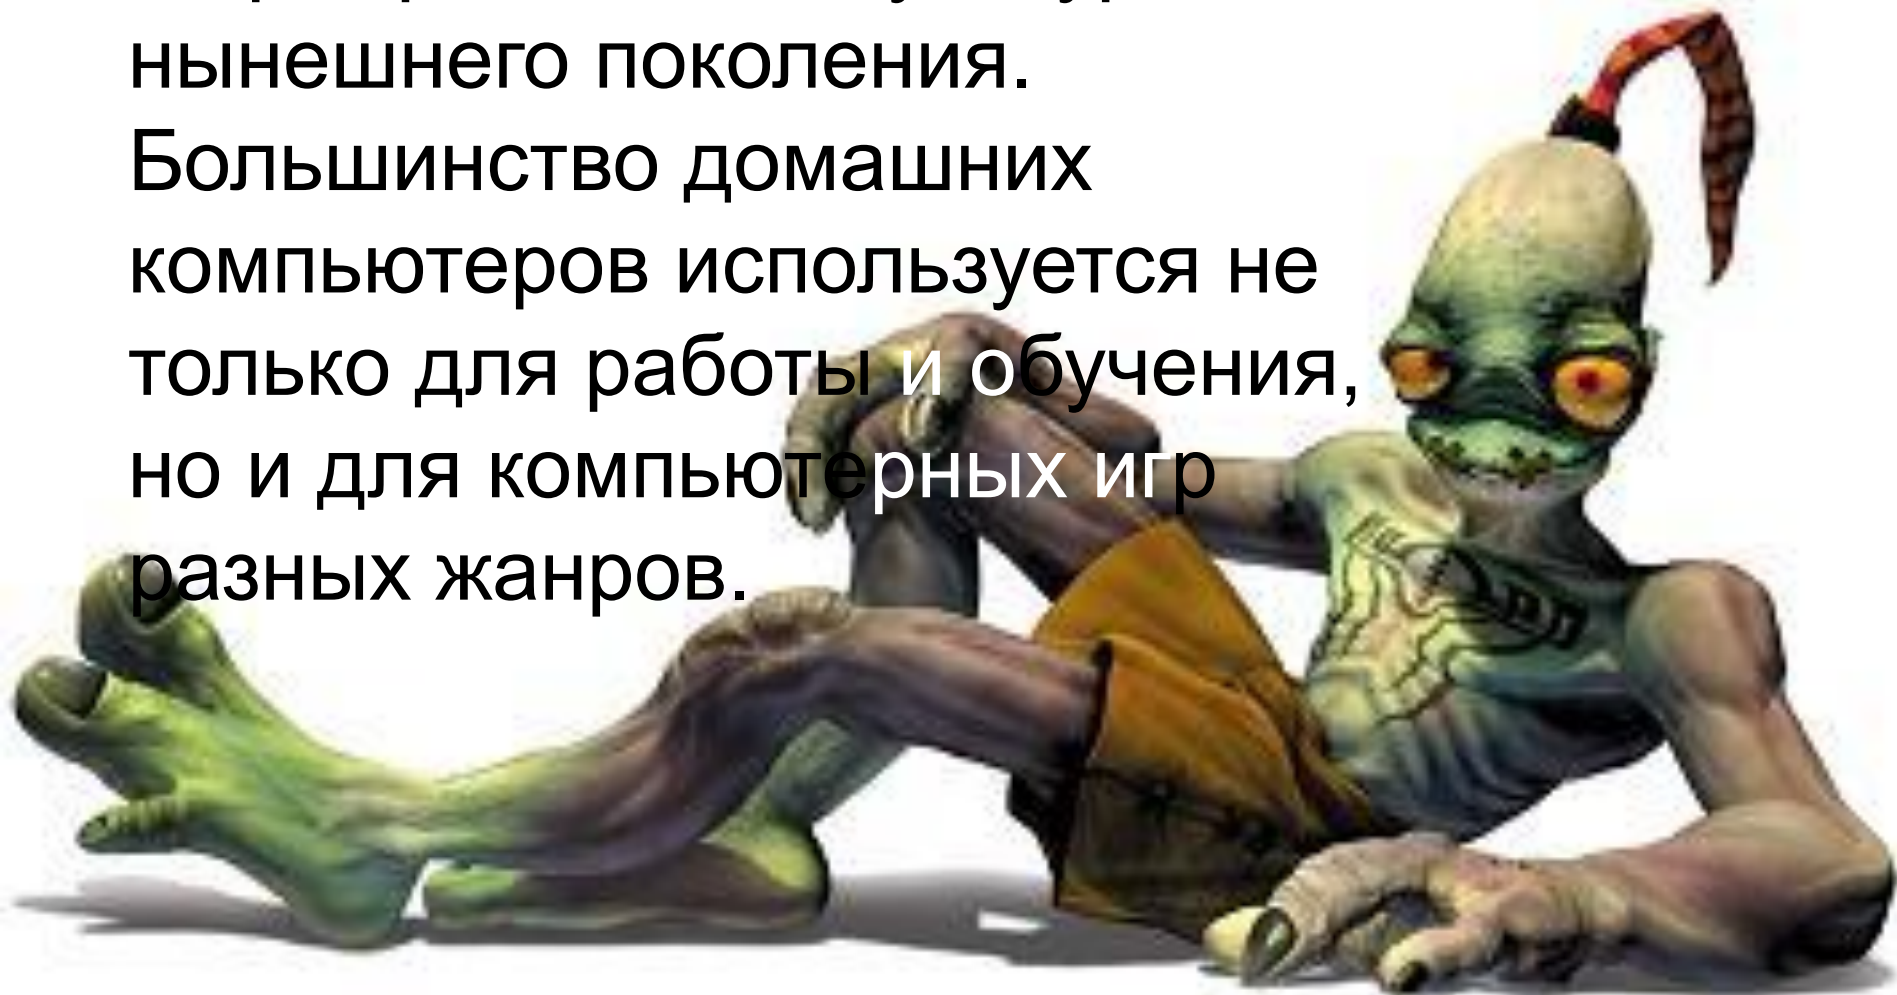 нынешнего поколения.
Большинство домашних
компьютеров используется не
только для работы и обучения,
но и для компьютерных игр
разных жанров.